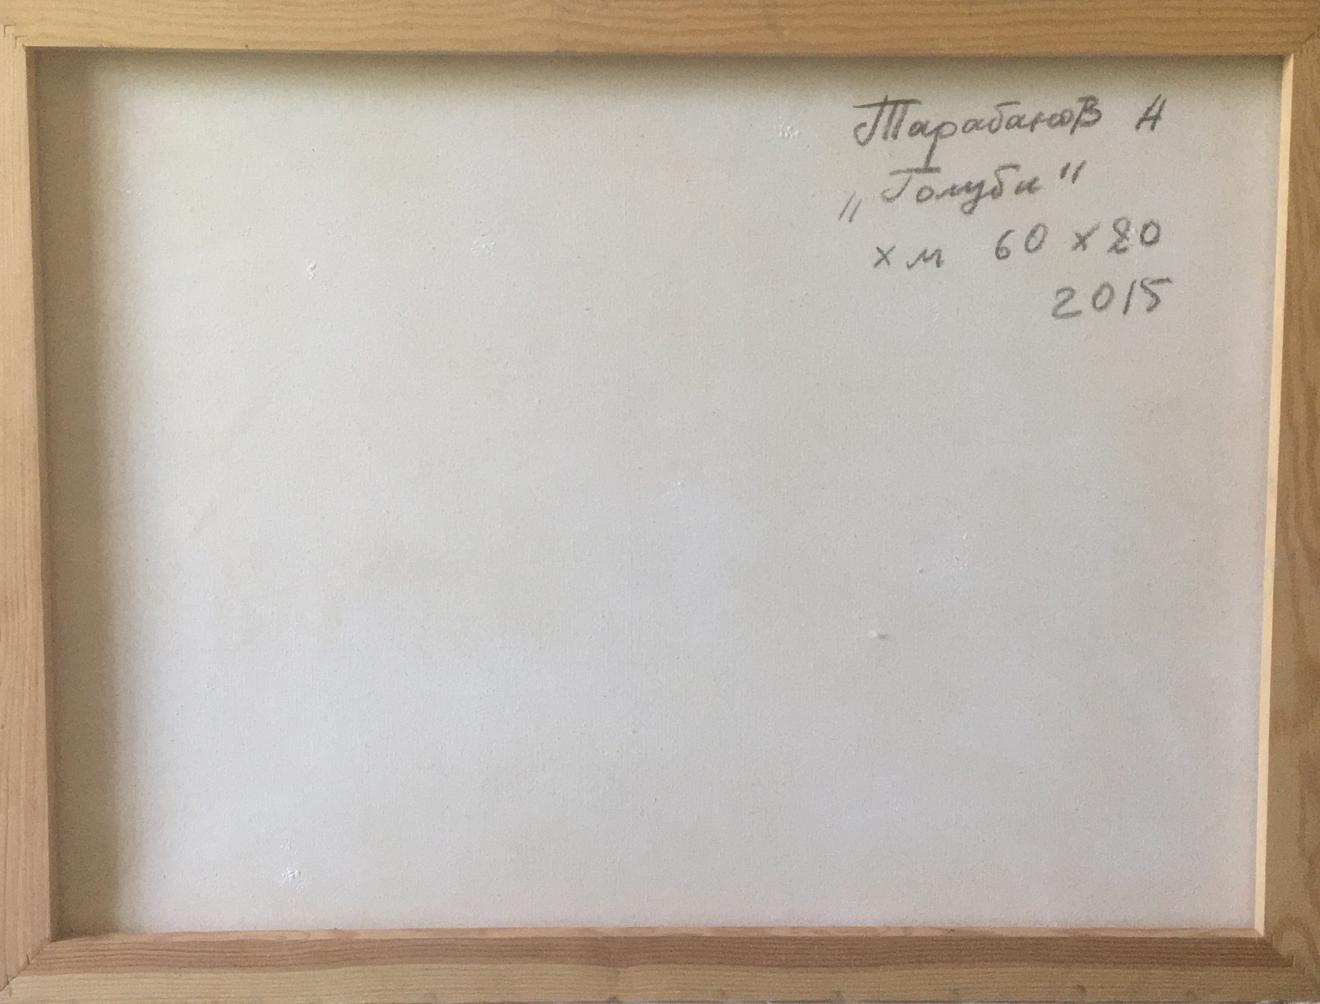 Тарабанов А
„Голуби"
х м 60 х 80
2015